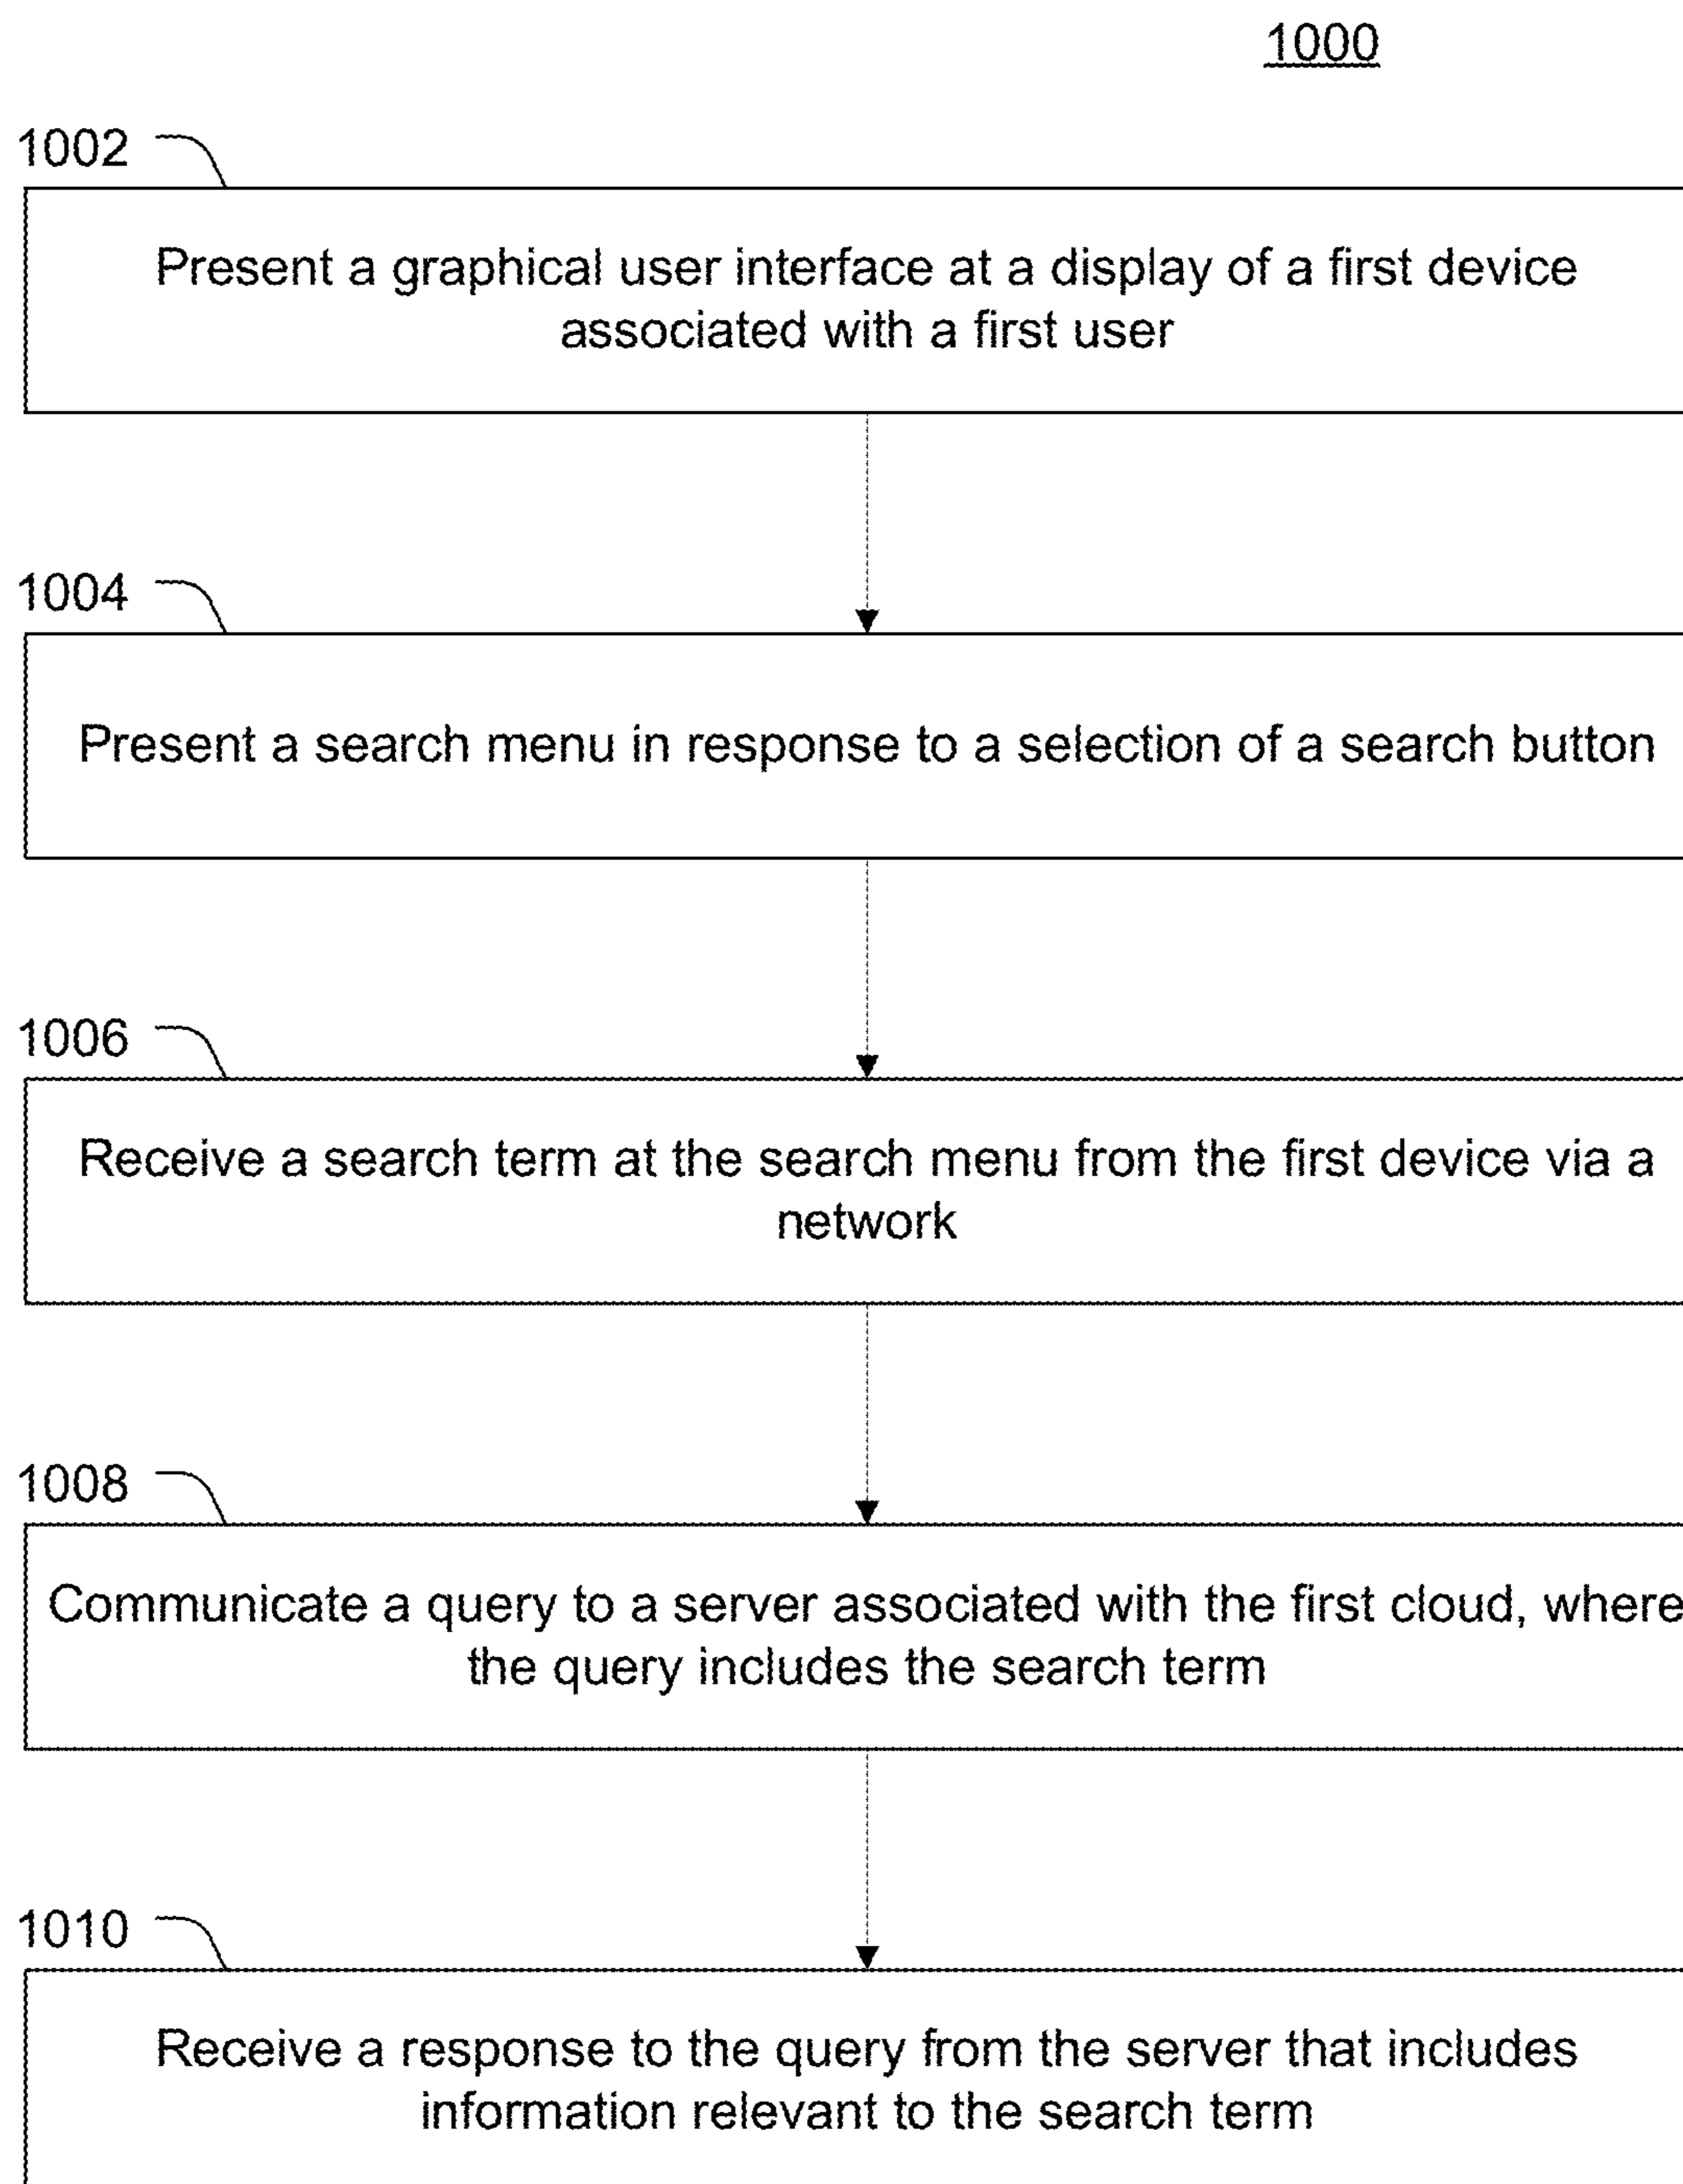 1000
1002
Present a graphical user interface at a display of a first device
associated with a first user
1004
Present a search menu in response to a selection of a search button
1006
Receive a search term at the search menu from the first device via a
network
1008
Communicate a query to a server associated with the first cloud, where
the query includes the search term
1010
Receive a response to the query from the server that includes
information relevant to the search term